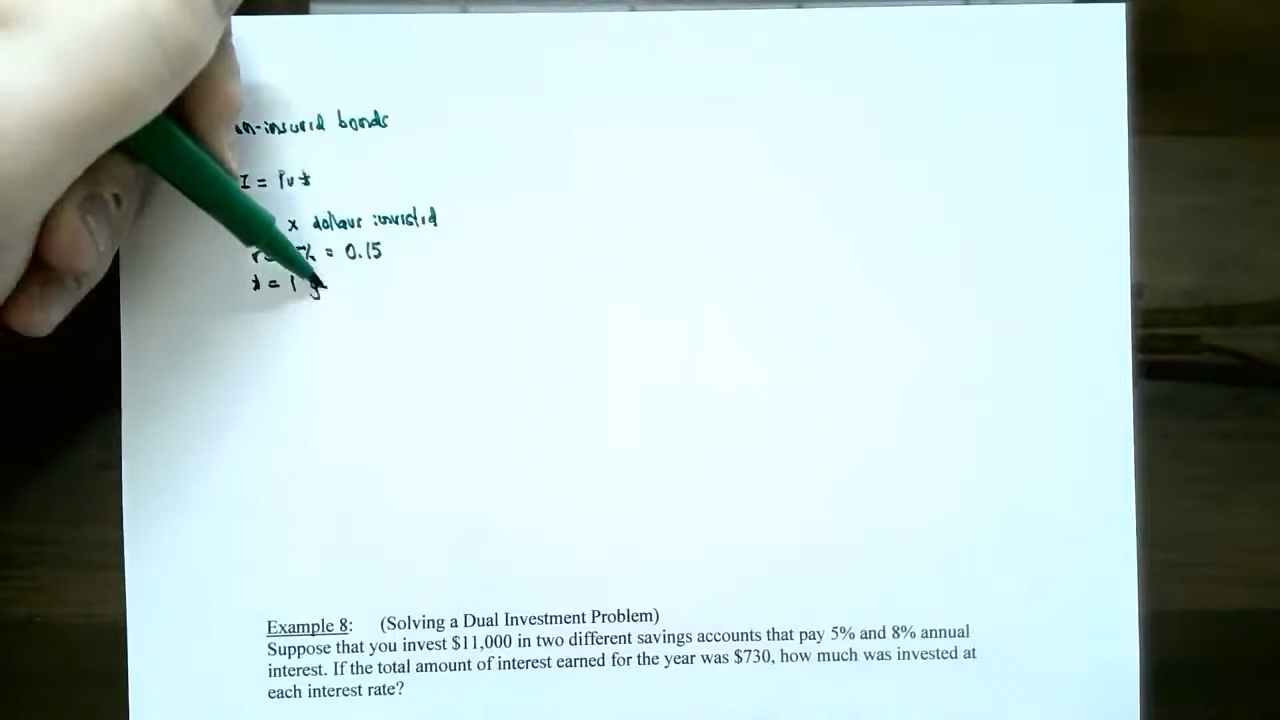 -insured bonds
I = Prt
x dollars invested
% = 0.15
t = 1
Example 8: (Solving a Dual Investment Problem)
Suppose that you invest $11,000 in two different savings accounts that pay 5% and 8% annual
interest. If the total amount of interest earned for the year was $730, how much was invested at
each interest rate?